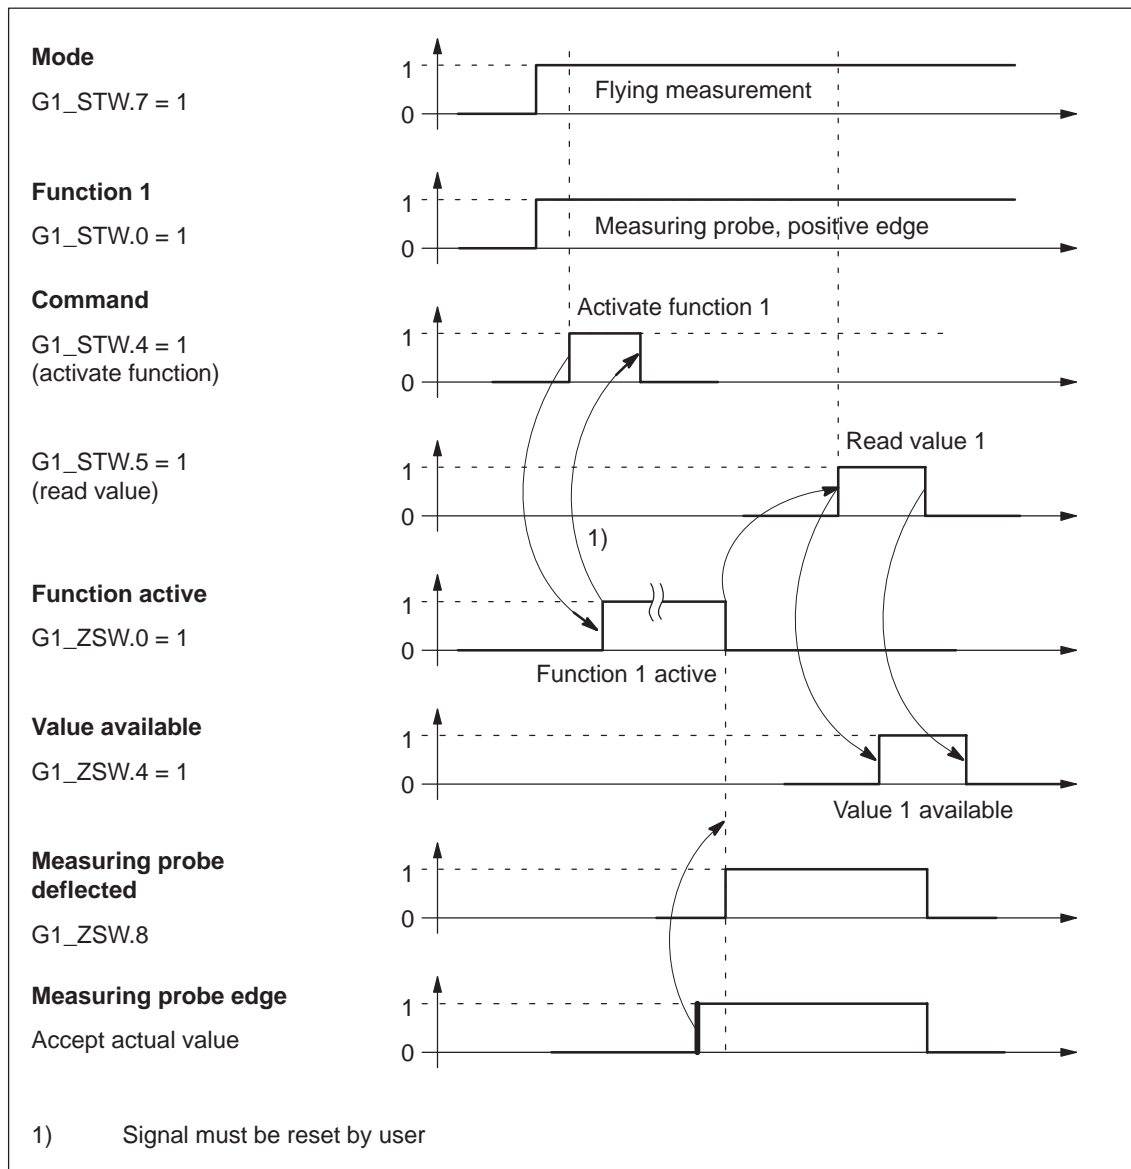 Mode
G1_STW.7 = 1
1
0
Flying measurement
Function 1
G1_STW.0 = 1
1
0
Measuring probe, positive edge
Command
G1_STW.4 = 1
(activate function)
Activate function 1
1
0
G1_STW.5 = 1
(read value)
Read value 1
1
0
1)
Function active
G1_ZSW.0 = 1
1
0
Function 1 active
Value available
G1_ZSW.4 = 1
1
0
Value 1 available
Measuring probe
deflected
G1_ZSW.8
1
0
Measuring probe edge
Accept actual value
1
0
1) Signal must be reset by user